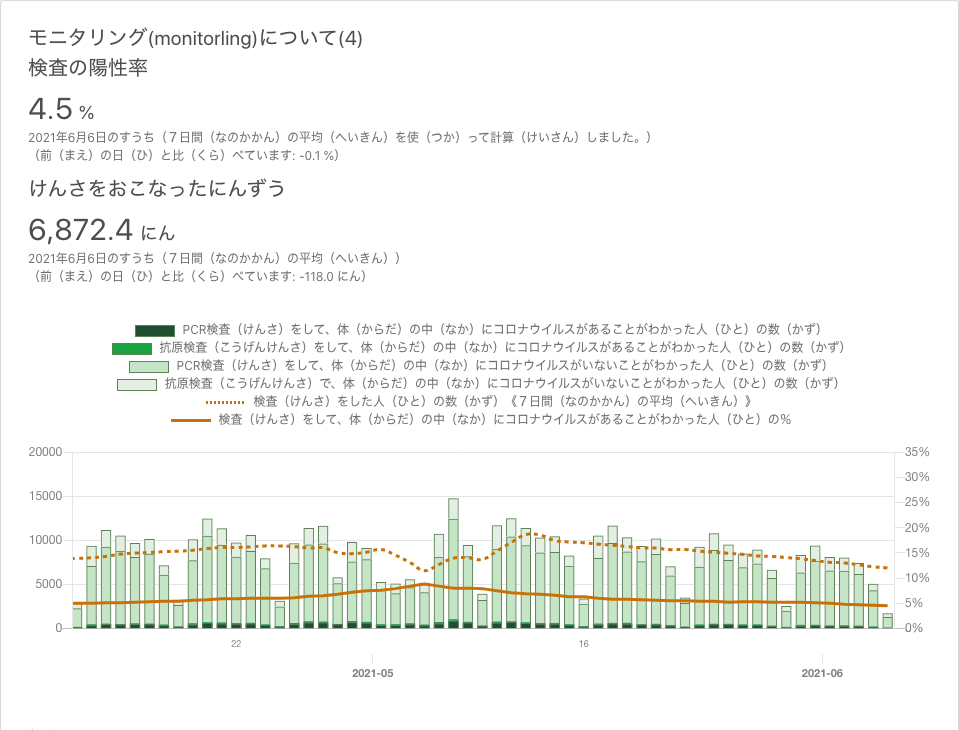 モニタリング(monitorling)について(4)
検査の陽性率
4.5 %
2021年6月6日のすうち（７日間（なのかかん）の平均（へいきん）を使（つか）って計算（けいさん）しました。）
（前（まえ）の日（ひ）と比（くら）べています: -0.1 %）
けんさをおこなったにんずう
6,872.4 にん
2021年6月6日のすうち（７日間（なのかかん）の平均（へいきん））
（前（まえ）の日（ひ）と比（くら）べています: -118.0 にん）
PCR検査（けんさ）をして、体（からだ）の中（なか）にコロナウイルスがあることがわかった人（ひと）の数（かず）
抗原検査（こうげんけんさ）をして、体（からだ）の中（なか）にコロナウイルスがあることがわかった人（ひと）の数（かず）
PCR検査（けんさ）をして、体（からだ）の中（なか）にコロナウイルスがいないことがわかった人（ひと）の数（かず）
抗原検査（こうげんけんさ）で、体（からだ）の中（なか）にコロナウイルスがいないことがわかった人（ひと）の数（かず）
検査（けんさ）をした人（ひと）の数（かず）《７日間（なのかかん）の平均（へいきん）》
検査（けんさ）をして、体（からだ）の中（なか）にコロナウイルスがあることがわかった人（ひと）の%
20000
15000
10000
5000
0
35%
30%
25%
20%
15%
10%
5%
0%
22
16
2021-05
2021-06